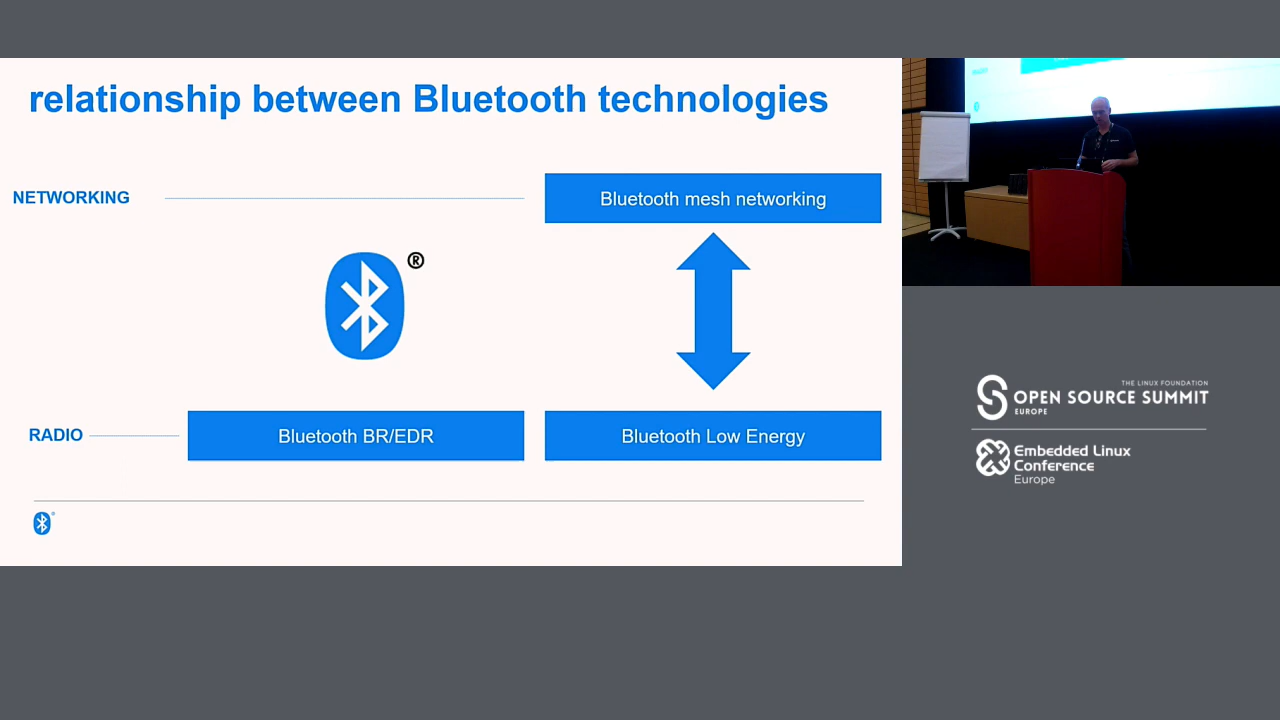 relationship between Bluetooth technologies
NETWORKING
Bluetooth mesh networking
®
RADIO
Bluetooth BR/EDR
Bluetooth Low Energy
THE LINUX FOUNDATION
OPEN SOURCE SUMMIT
EUROPE
Embedded Linux
Conference
Europe